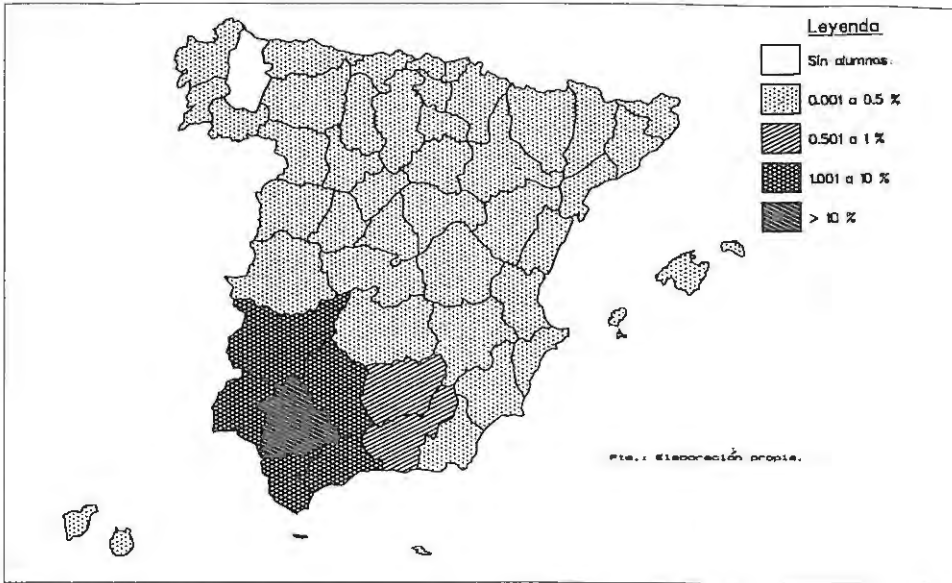 Leyenda
Sin alumnos.
0.001 a 0.5 %
0.501 a 1 %
1.001 a 10 %
> 10 %
Fte.: Elaboración propia.